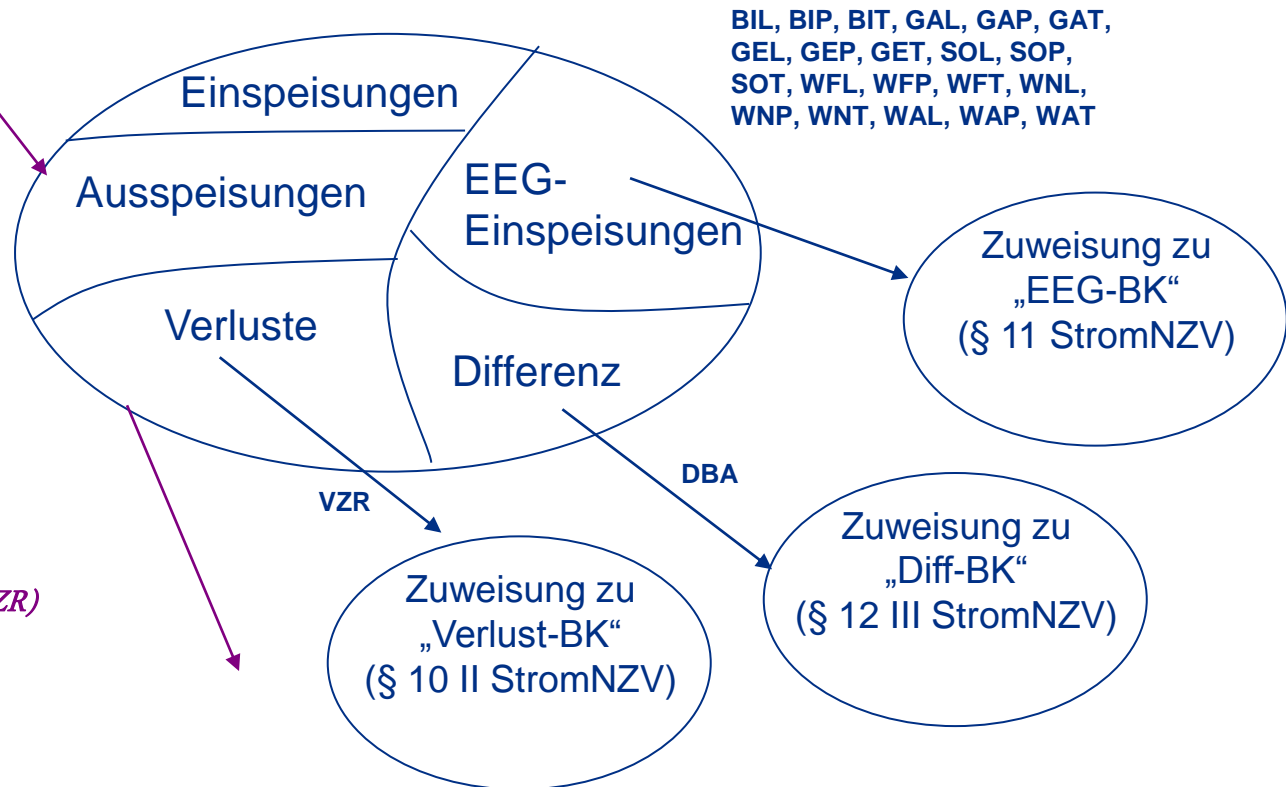 BIL, BIP, BIT, GAL, GAP, GAT,
GEL, GEP, GET, SOL, SOP,
SOT, WFL, WFP, WFT, WNL,
WNP, WNT, WAL, WAP, WAT
Einspeisungen
Ausspeisungen
EEG-
Einspeisungen
Verluste
Differenz
Zuweisung zu
„EEG-BK“
(§ 11 StromNZV)
VZR
DBA
Zuweisung zu
„Diff-BK“
(§ 12 III StromNZV)
ZR)
Zuweisung zu
„Verlust-BK“
(§ 10 II StromNZV)